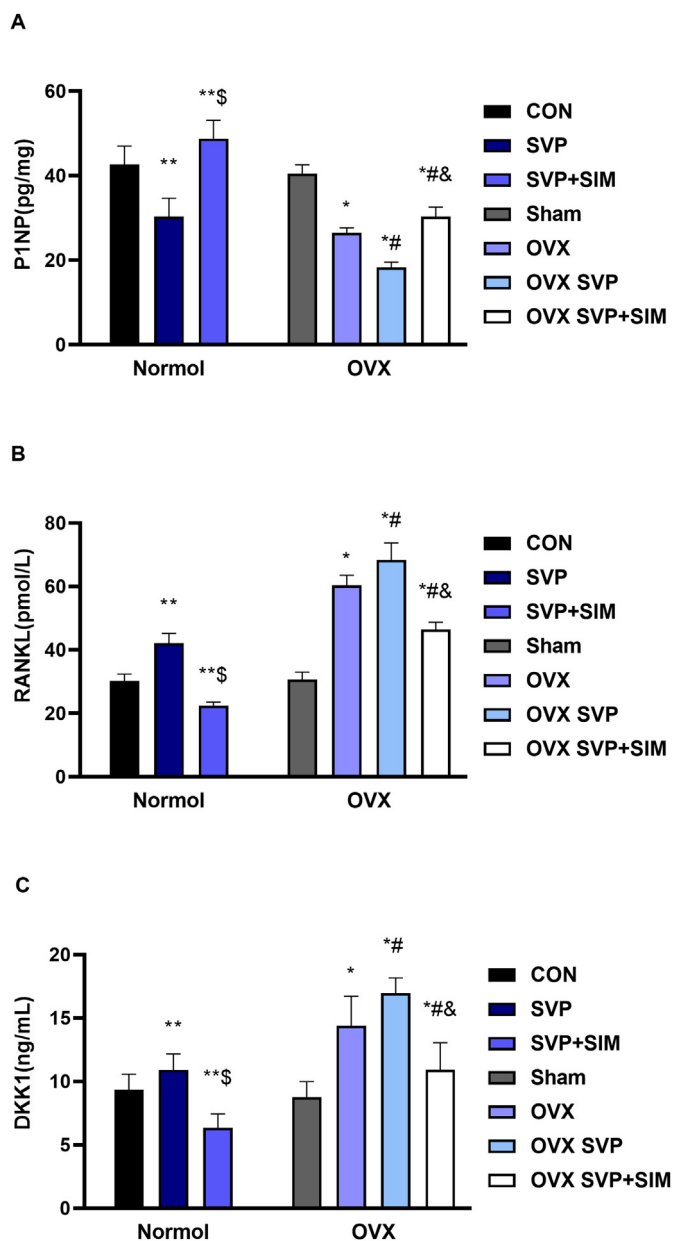 A
P1NP(pg/mg)
60
40
20
0
**
**$
*
*#
*#&
Normol
OVX
CON
SVP
SVP+SIM
Sham
OVX
OVX SVP
OVX SVP+SIM
B
RANKL(pmol/L)
80
60
40
20
0
**
**$
*
*#
*#&
Normol
OVX
CON
SVP
SVP+SIM
Sham
OVX
OVX SVP
OVX SVP+SIM
C
DKK1(ng/mL)
20
15
10
5
0
**
**$
*
*#
*#&
Normol
OVX
CON
SVP
SVP+SIM
Sham
OVX
OVX SVP
OVX SVP+SIM